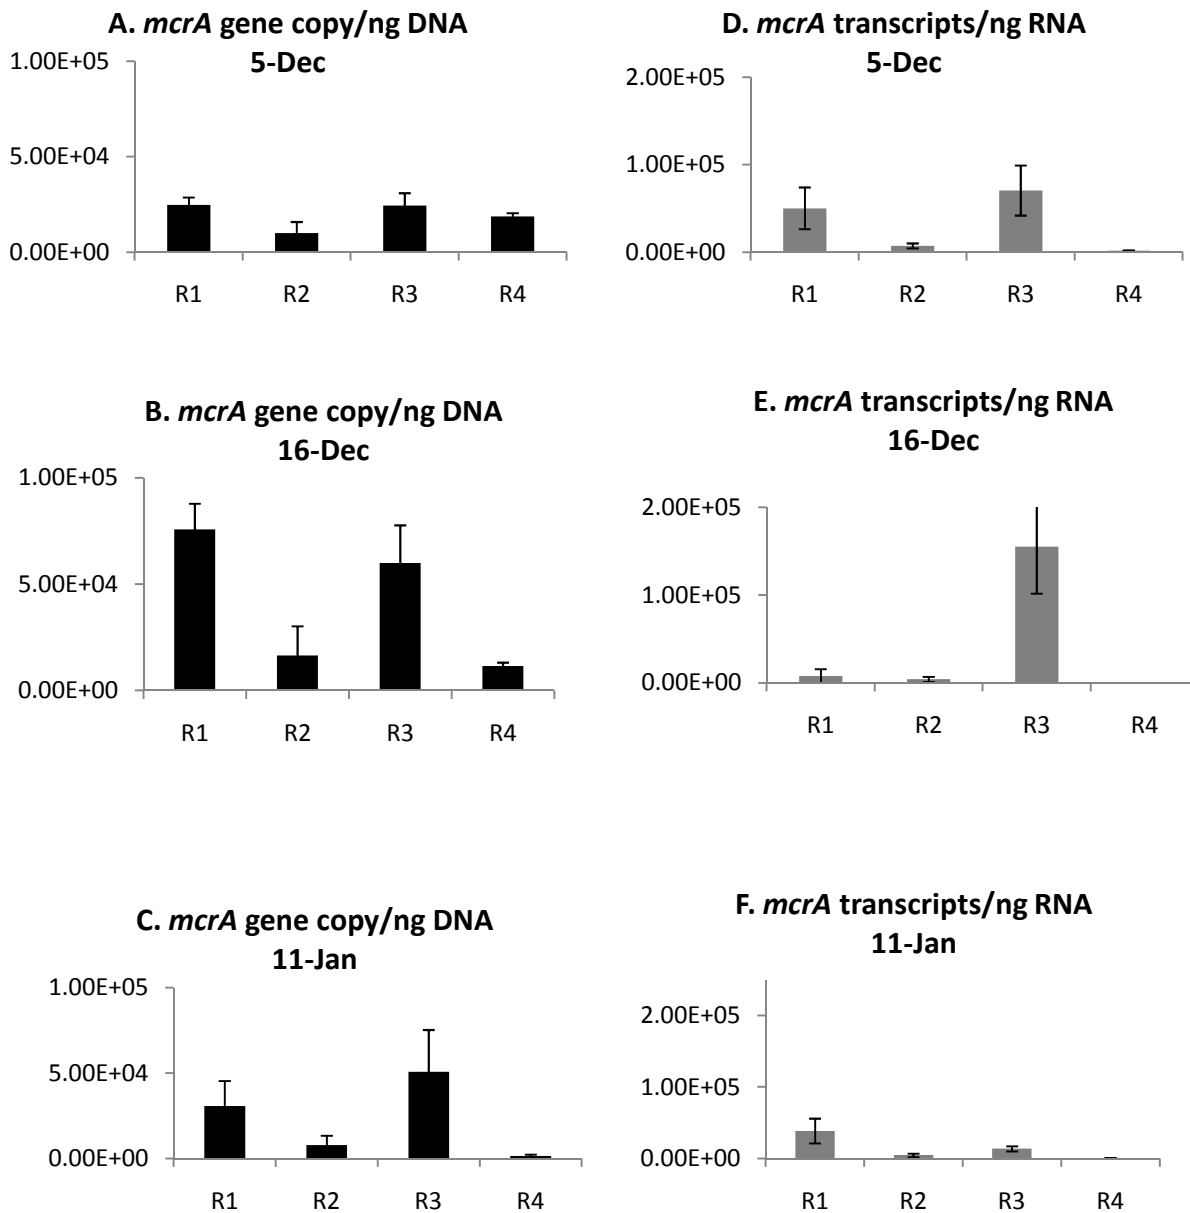 A. mcrA gene copy/ng DNA
5-Dec
1.00E+05
5.00E+04
0.00E+00
R1 R2 R3 R4
D. mcrA transcripts/ng RNA
5-Dec
2.00E+05
1.00E+05
0.00E+00
R1 R2 R3 R4
B. mcrA gene copy/ng DNA
16-Dec
1.00E+05
5.00E+04
0.00E+00
R1 R2 R3 R4
E. mcrA transcripts/ng RNA
16-Dec
2.00E+05
1.00E+05
0.00E+00
R1 R2 R3 R4
C. mcrA gene copy/ng DNA
11-Jan
1.00E+05
5.00E+04
0.00E+00
R1 R2 R3 R4
F. mcrA transcripts/ng RNA
11-Jan
2.00E+05
1.00E+05
0.00E+00
R1 R2 R3 R4